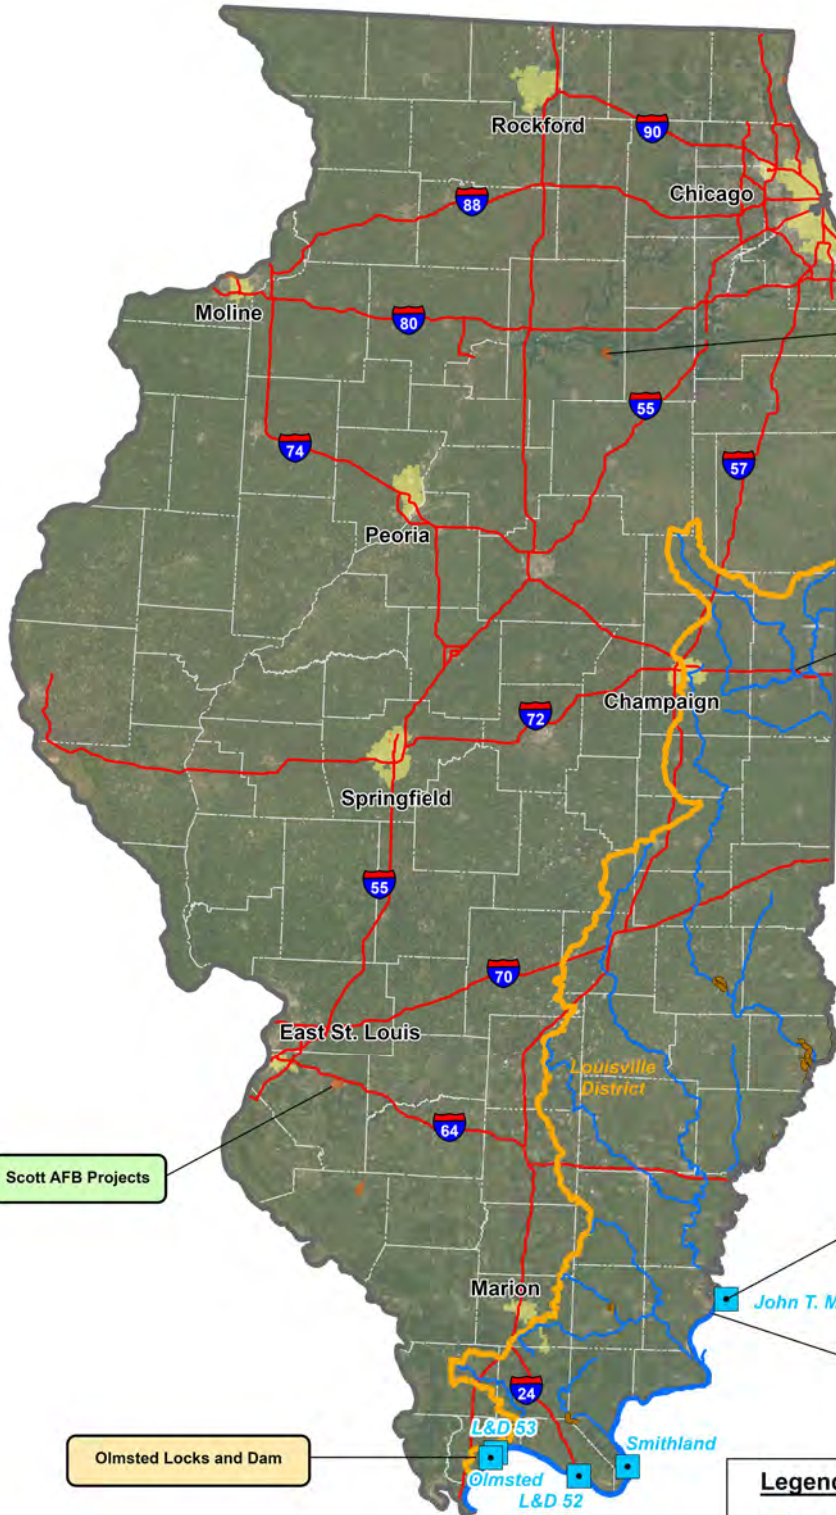 Rockford
90
Chicago
88
Moline
80
55
74
57
Peoria
Champaign
72
Springfield
55
70
East St. Louis
Louisville
District
64
Scott AFB Projects
Marion
John T. M
24
L&D 53
Smithland
Olmsted Locks and Dam
Olmsted
L&D 52
Legend